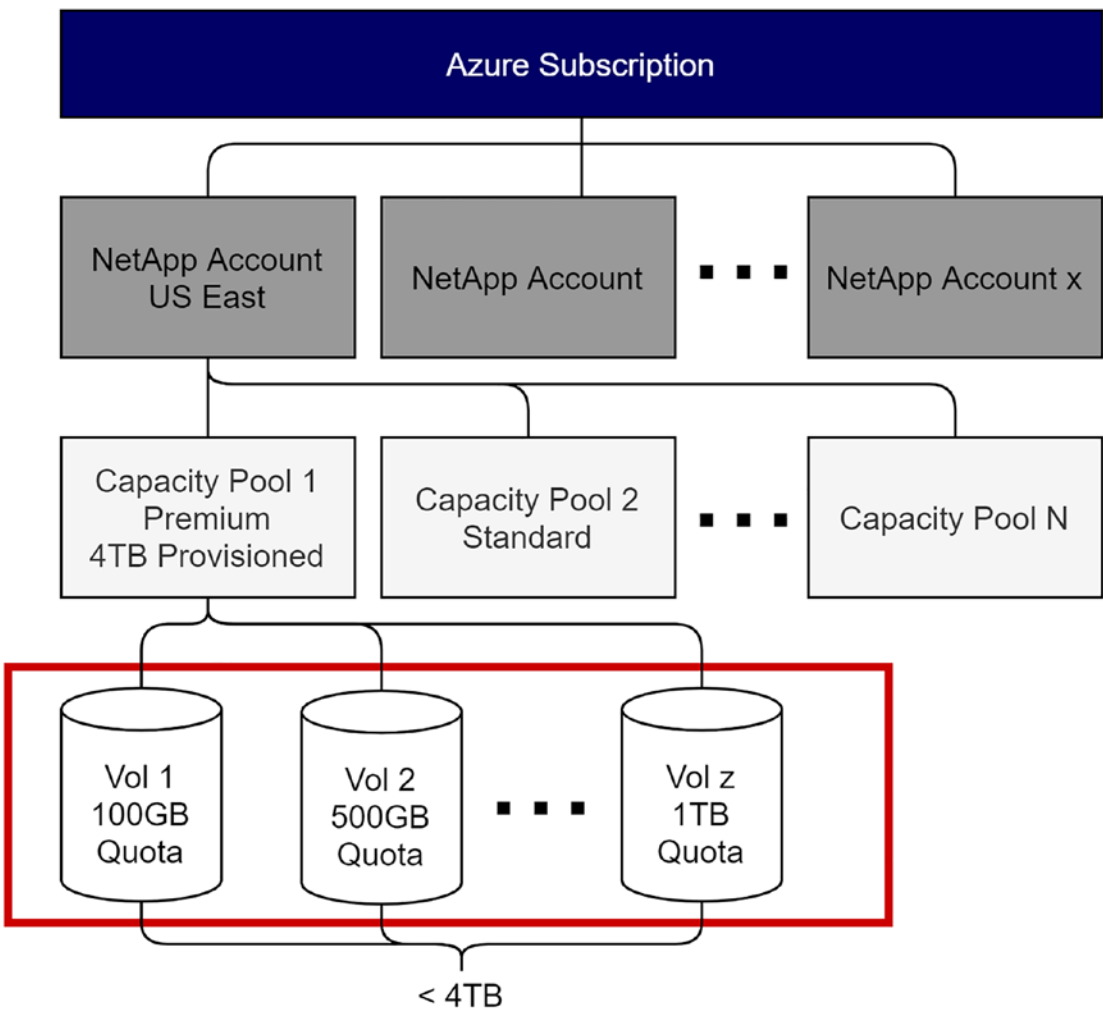 Azure Subscription
NetApp Account
US East
NetApp Account
NetApp Account x
Capacity Pool 1
Premium
4TB Provisioned
Capacity Pool 2
Standard
Capacity Pool N
Vol 1
100GB
Quota
Vol 2
500GB
Quota
Vol z
1TB
Quota
< 4TB